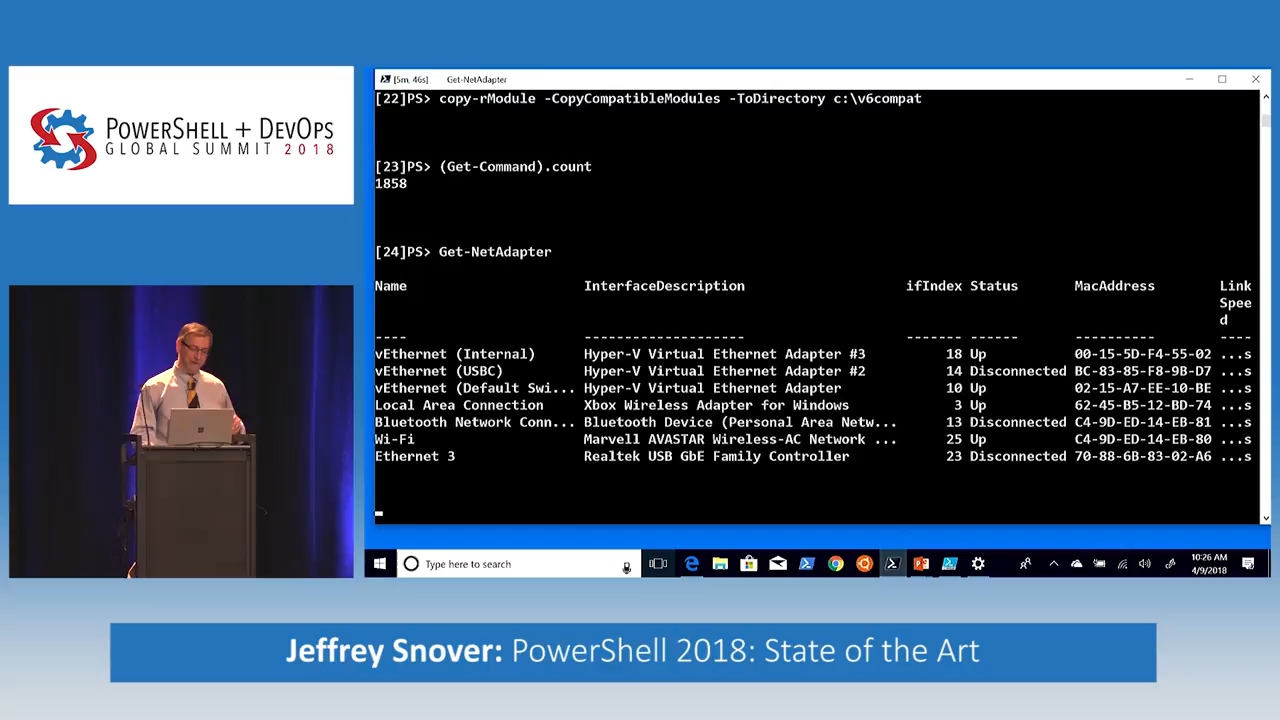 POWERSHELL + DEVOPS
GLOBAL SUMMIT 2018
[5m, 46s] Get-NetAdapter
[22]PS> copy-rModule -CopyCompatibleModules -ToDirectory c:\v6compat
[23]PS> (Get-Command).count
1858
[24]PS> Get-NetAdapter
Name InterfaceDescription ifIndex Status MacAddress Link
Spee
d
---- -------------------- ------- ------ ---------- ----
vEthernet (Internal) Hyper-V Virtual Ethernet Adapter #3 18 Up 00-15-5D-F4-55-02 ...s
vEthernet (USBC) Hyper-V Virtual Ethernet Adapter #2 14 Disconnected BC-83-85-F8-9B-D7 ...s
vEthernet (Default Swi... Hyper-V Virtual Ethernet Adapter 10 Up 02-15-A7-EE-10-BE ...s
Local Area Connection Xbox Wireless Adapter for Windows 3 Up 62-45-B5-12-BD-74 ...s
Bluetooth Network Conn... Bluetooth Device (Personal Area Netw... 13 Disconnected C4-9D-ED-14-EB-81 ...s
Wi-Fi Marvell AVASTAR Wireless-AC Network ... 25 Up C4-9D-ED-14-EB-80 ...s
Ethernet 3 Realtek USB GbE Family Controller 23 Disconnected 70-88-6B-83-02-A6 ...s
Type here to search
10:26 AM
4/9/2018
Jeffrey Snover: PowerShell 2018: State of the Art